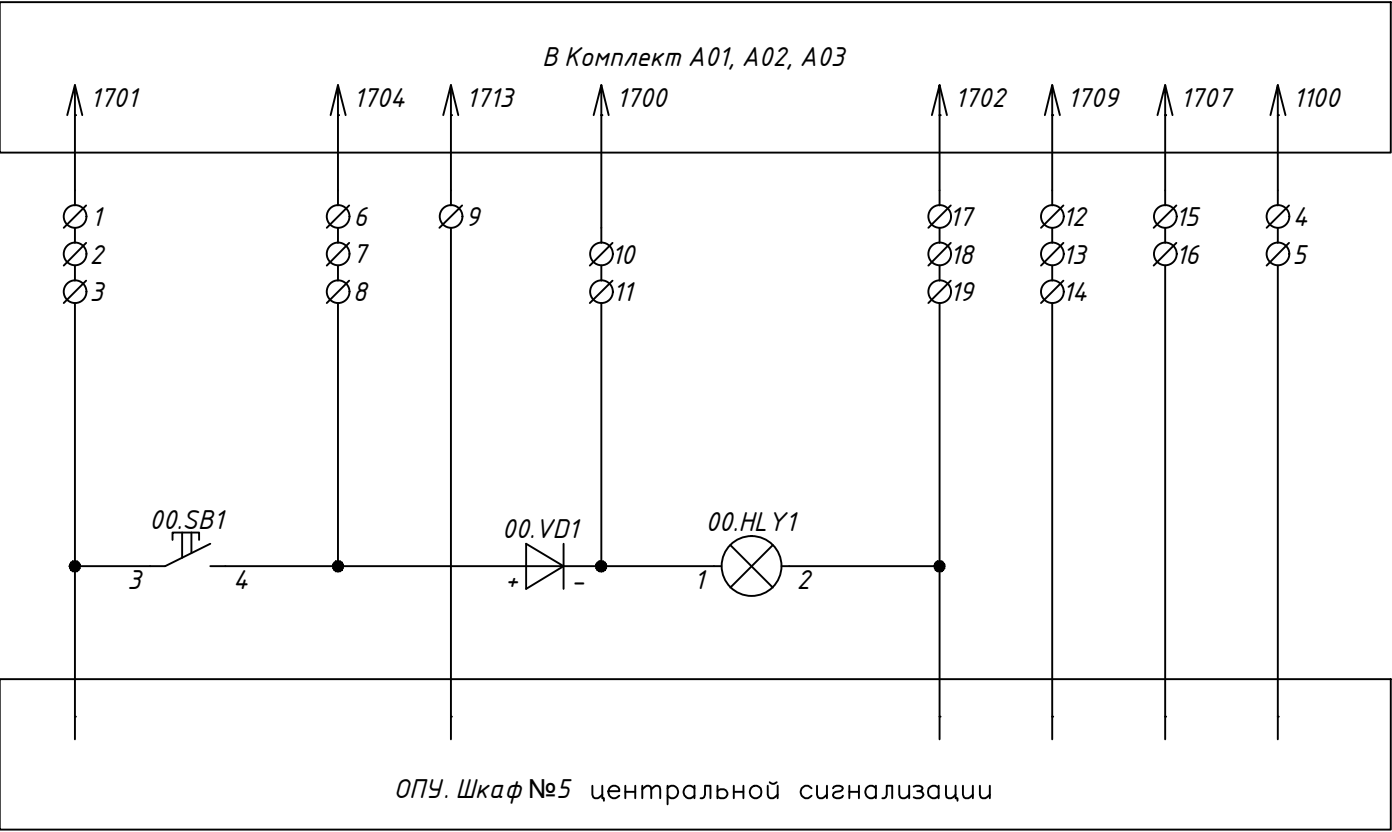 В Комплект А01, А02, А03
1701 1704 1713 1700 1702 1709 1707 1100
1 6 9 17 12 15 4
2 7 10 18 13 16 5
3 8 11 19 14
00.SB1 00.VD1 00.HLY1
3 4 + - 1 2
ОПУ. Шкаф №5 центральной сигнализации